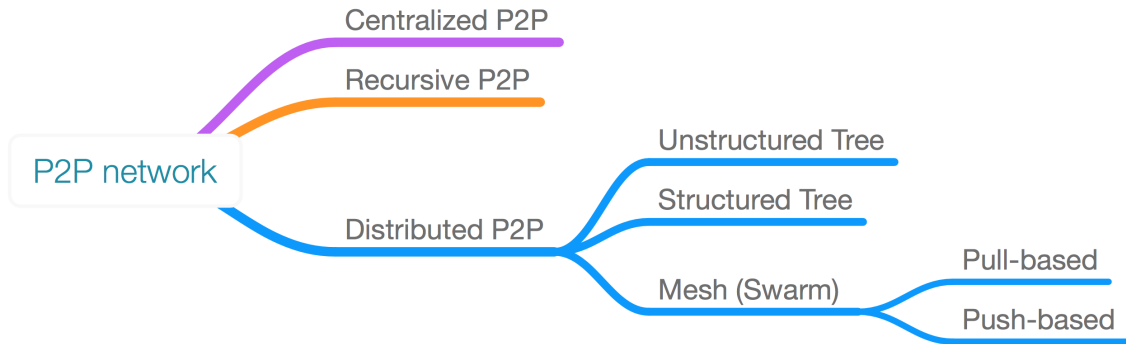 Centralized P2P
Recursive P2P
P2P network
Distributed P2P
Unstructured Tree
Structured Tree
Mesh (Swarm)
Pull-based
Push-based